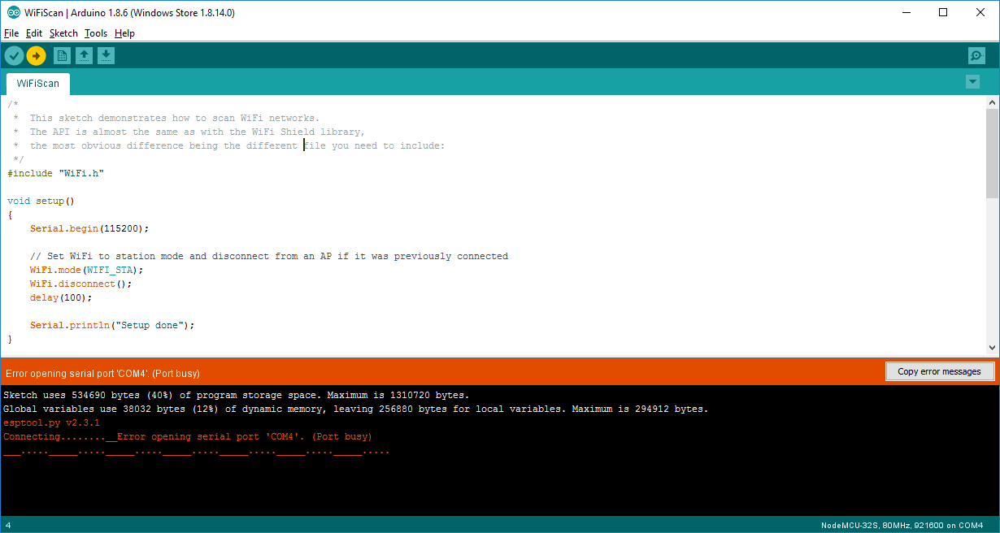 WiFiScan | Arduino 1.8.6 (Windows Store 1.8.14.0)
File Edit Sketch Tools Help
WiFiScan
/*
 *  This sketch demonstrates how to scan WiFi networks.
 *  The API is almost the same as with the WiFi Shield library,
 *  the most obvious difference being the different file you need to include:
 */
#include "WiFi.h"
void setup()
{
    Serial.begin(115200);
    // Set WiFi to station mode and disconnect from an AP if it was previously connected
    WiFi.mode(WIFI_STA);
    WiFi.disconnect();
    delay(100);
    Serial.println("Setup done");
}
Error opening serial port 'COM4'. (Port busy)
Copy error messages
Sketch uses 534690 bytes (40%) of program storage space. Maximum is 1310720 bytes.
Global variables use 38032 bytes (12%) of dynamic memory, leaving 256880 bytes for local variables. Maximum is 294912 bytes.
esptool.py v2.3.1
Connecting........__Error opening serial port 'COM4'. (Port busy)
___....._____....._____....._____....._____....._____....._____.....
4
NodeMCU-32S, 80MHz, 921600 on COM4